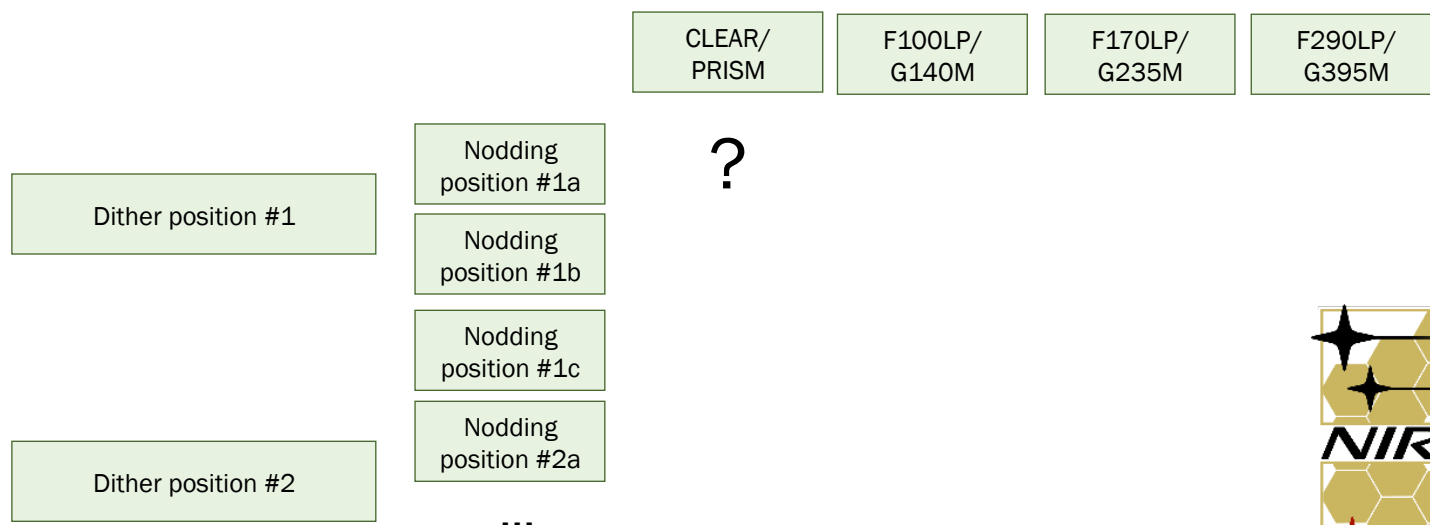 CLEAR/
PRISM
F100LP/
G140M
F170LP/
G235M
F290LP/
G395M
Nodding
position #1a
?
Dither position #1
Nodding
position #1b
Nodding
position #1c
Nodding
position #2a
Dither position #2
...
NIR